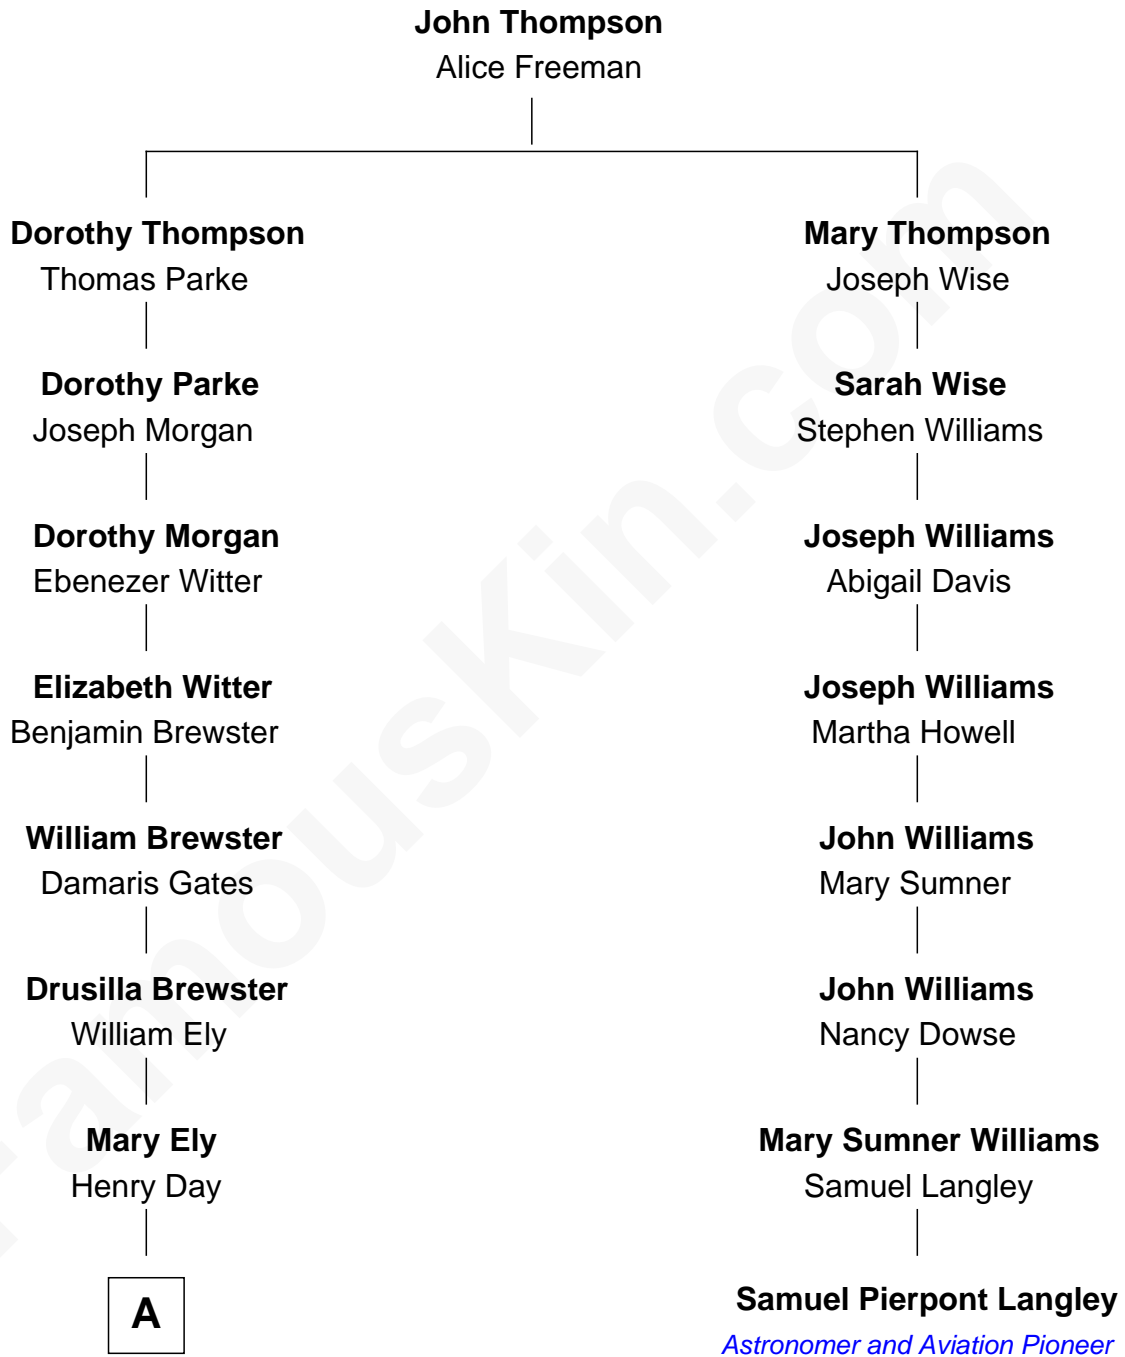 John Thompson
Alice Freeman
Dorothy Thompson
Thomas Parke
Mary Thompson
Joseph Wise
Dorothy Parke
Joseph Morgan
Sarah Wise
Stephen Williams
Dorothy Morgan
Ebenezer Witter
Joseph Williams
Abigail Davis
Elizabeth Witter
Benjamin Brewster
Joseph Williams
Martha Howell
William Brewster
Damaris Gates
John Williams
Mary Sumner
Drusilla Brewster
William Ely
John Williams
Nancy Dowse
Mary Ely
Henry Day
Mary Sumner Williams
Samuel Langley
A
Samuel Pierpont Langley
Astronomer and Aviation Pioneer
FamousKin.com